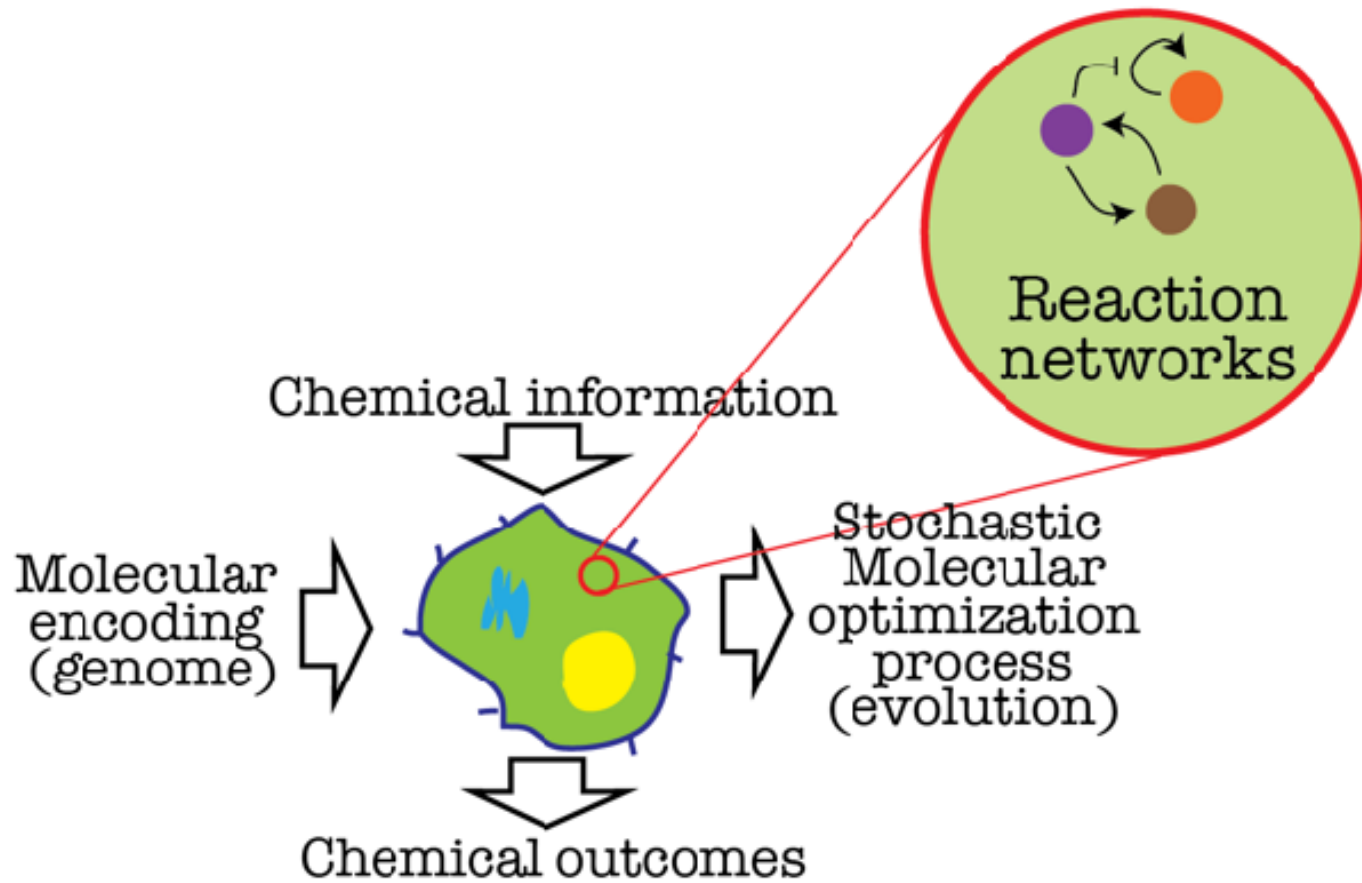 Reaction
networks
Chemical information
Molecular
encoding
(genome)
Stochastic
Molecular
optimization
process
(evolution)
Chemical outcomes